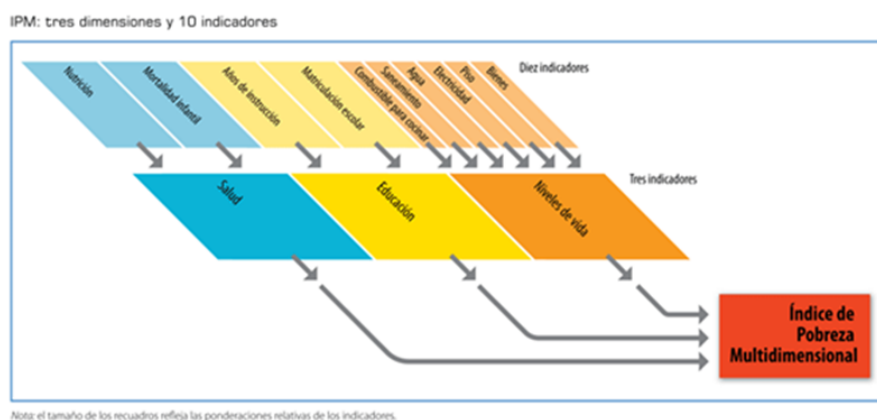 IPM: tres dimensiones y 10 indicadores
Nutrición
Mortalidad infantil
Años de instrucción
Matriculación escolar
Combustible para cocinar
Saneamiento
Agua
Electricidad
Piso
Bienes
Diez indicadores
Salud
Educación
Niveles de vida
Tres indicadores
Índice de
Pobreza
Multidimensional
Nota: el tamaño de los recuadros refleja las ponderaciones relativas de los indicadores.